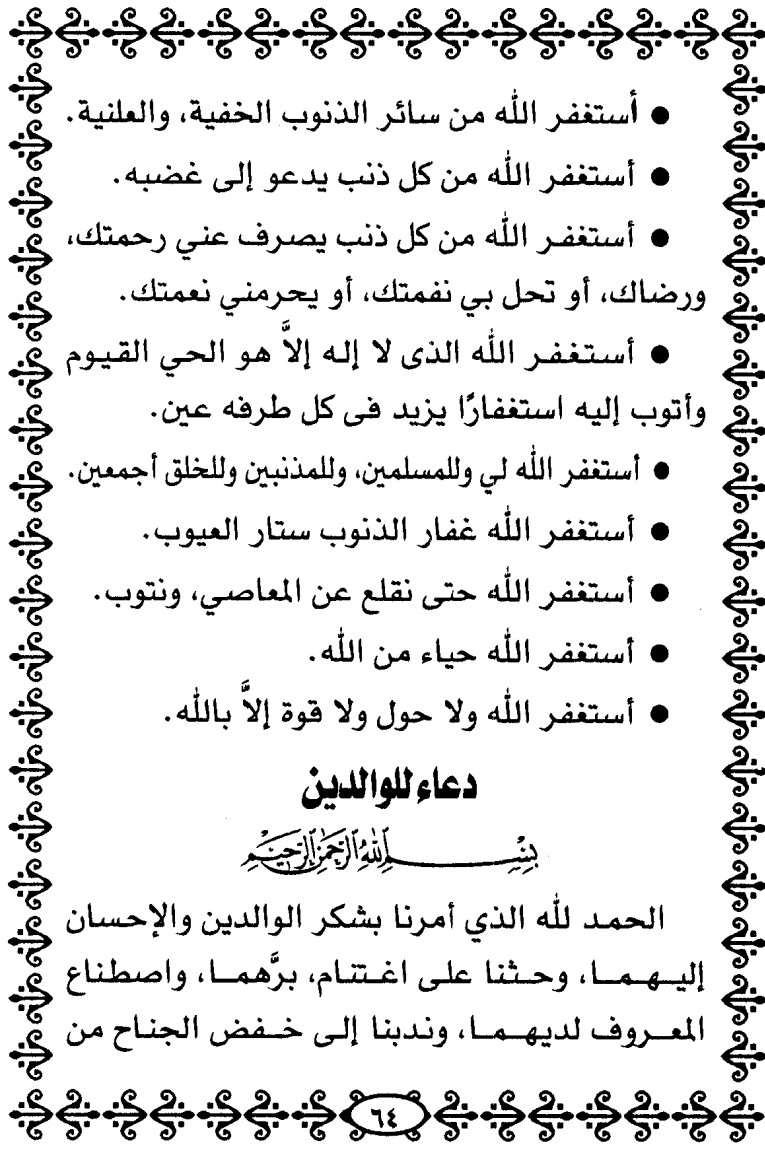 ● أستغفر الله من سائر الذنوب الخفية، والعلنية.
● أستغفر الله من كل ذنب يدعو إلى غضبه.
● أستغفر الله من كل ذنب يصرف عني رحمتك،
ورضاك، أو تحل بي نفمتك، أو يحرمني نعمتك.
● أستغفر الله الذى لا إله إلاَّ هو الحي القيوم
وأتوب إليه استغفارًا يزيد فى كل طرفه عين.
● أستغفر الله لي وللمسلمين، وللمذنبين وللخلق أجمعين.
● أستغفر الله غفار الذنوب ستار العيوب.
● أستغفر الله حتى نقلع عن المعاصي، ونتوب.
● أستغفر الله حياء من الله.
● أستغفر الله ولا حول ولا قوة إلاَّ بالله.
دعاء للوالدين
بِسْمِ اللهِ الرَّحْمَنِ الرَّحِيمِ
الحمد لله الذي أمرنا بشكر الوالدين والإحسان
إليهما، وحثنا على اغتنام، برَّهما، واصطناع
المعروف لديهما، وندبنا إلى خفض الجناح من
٦٤